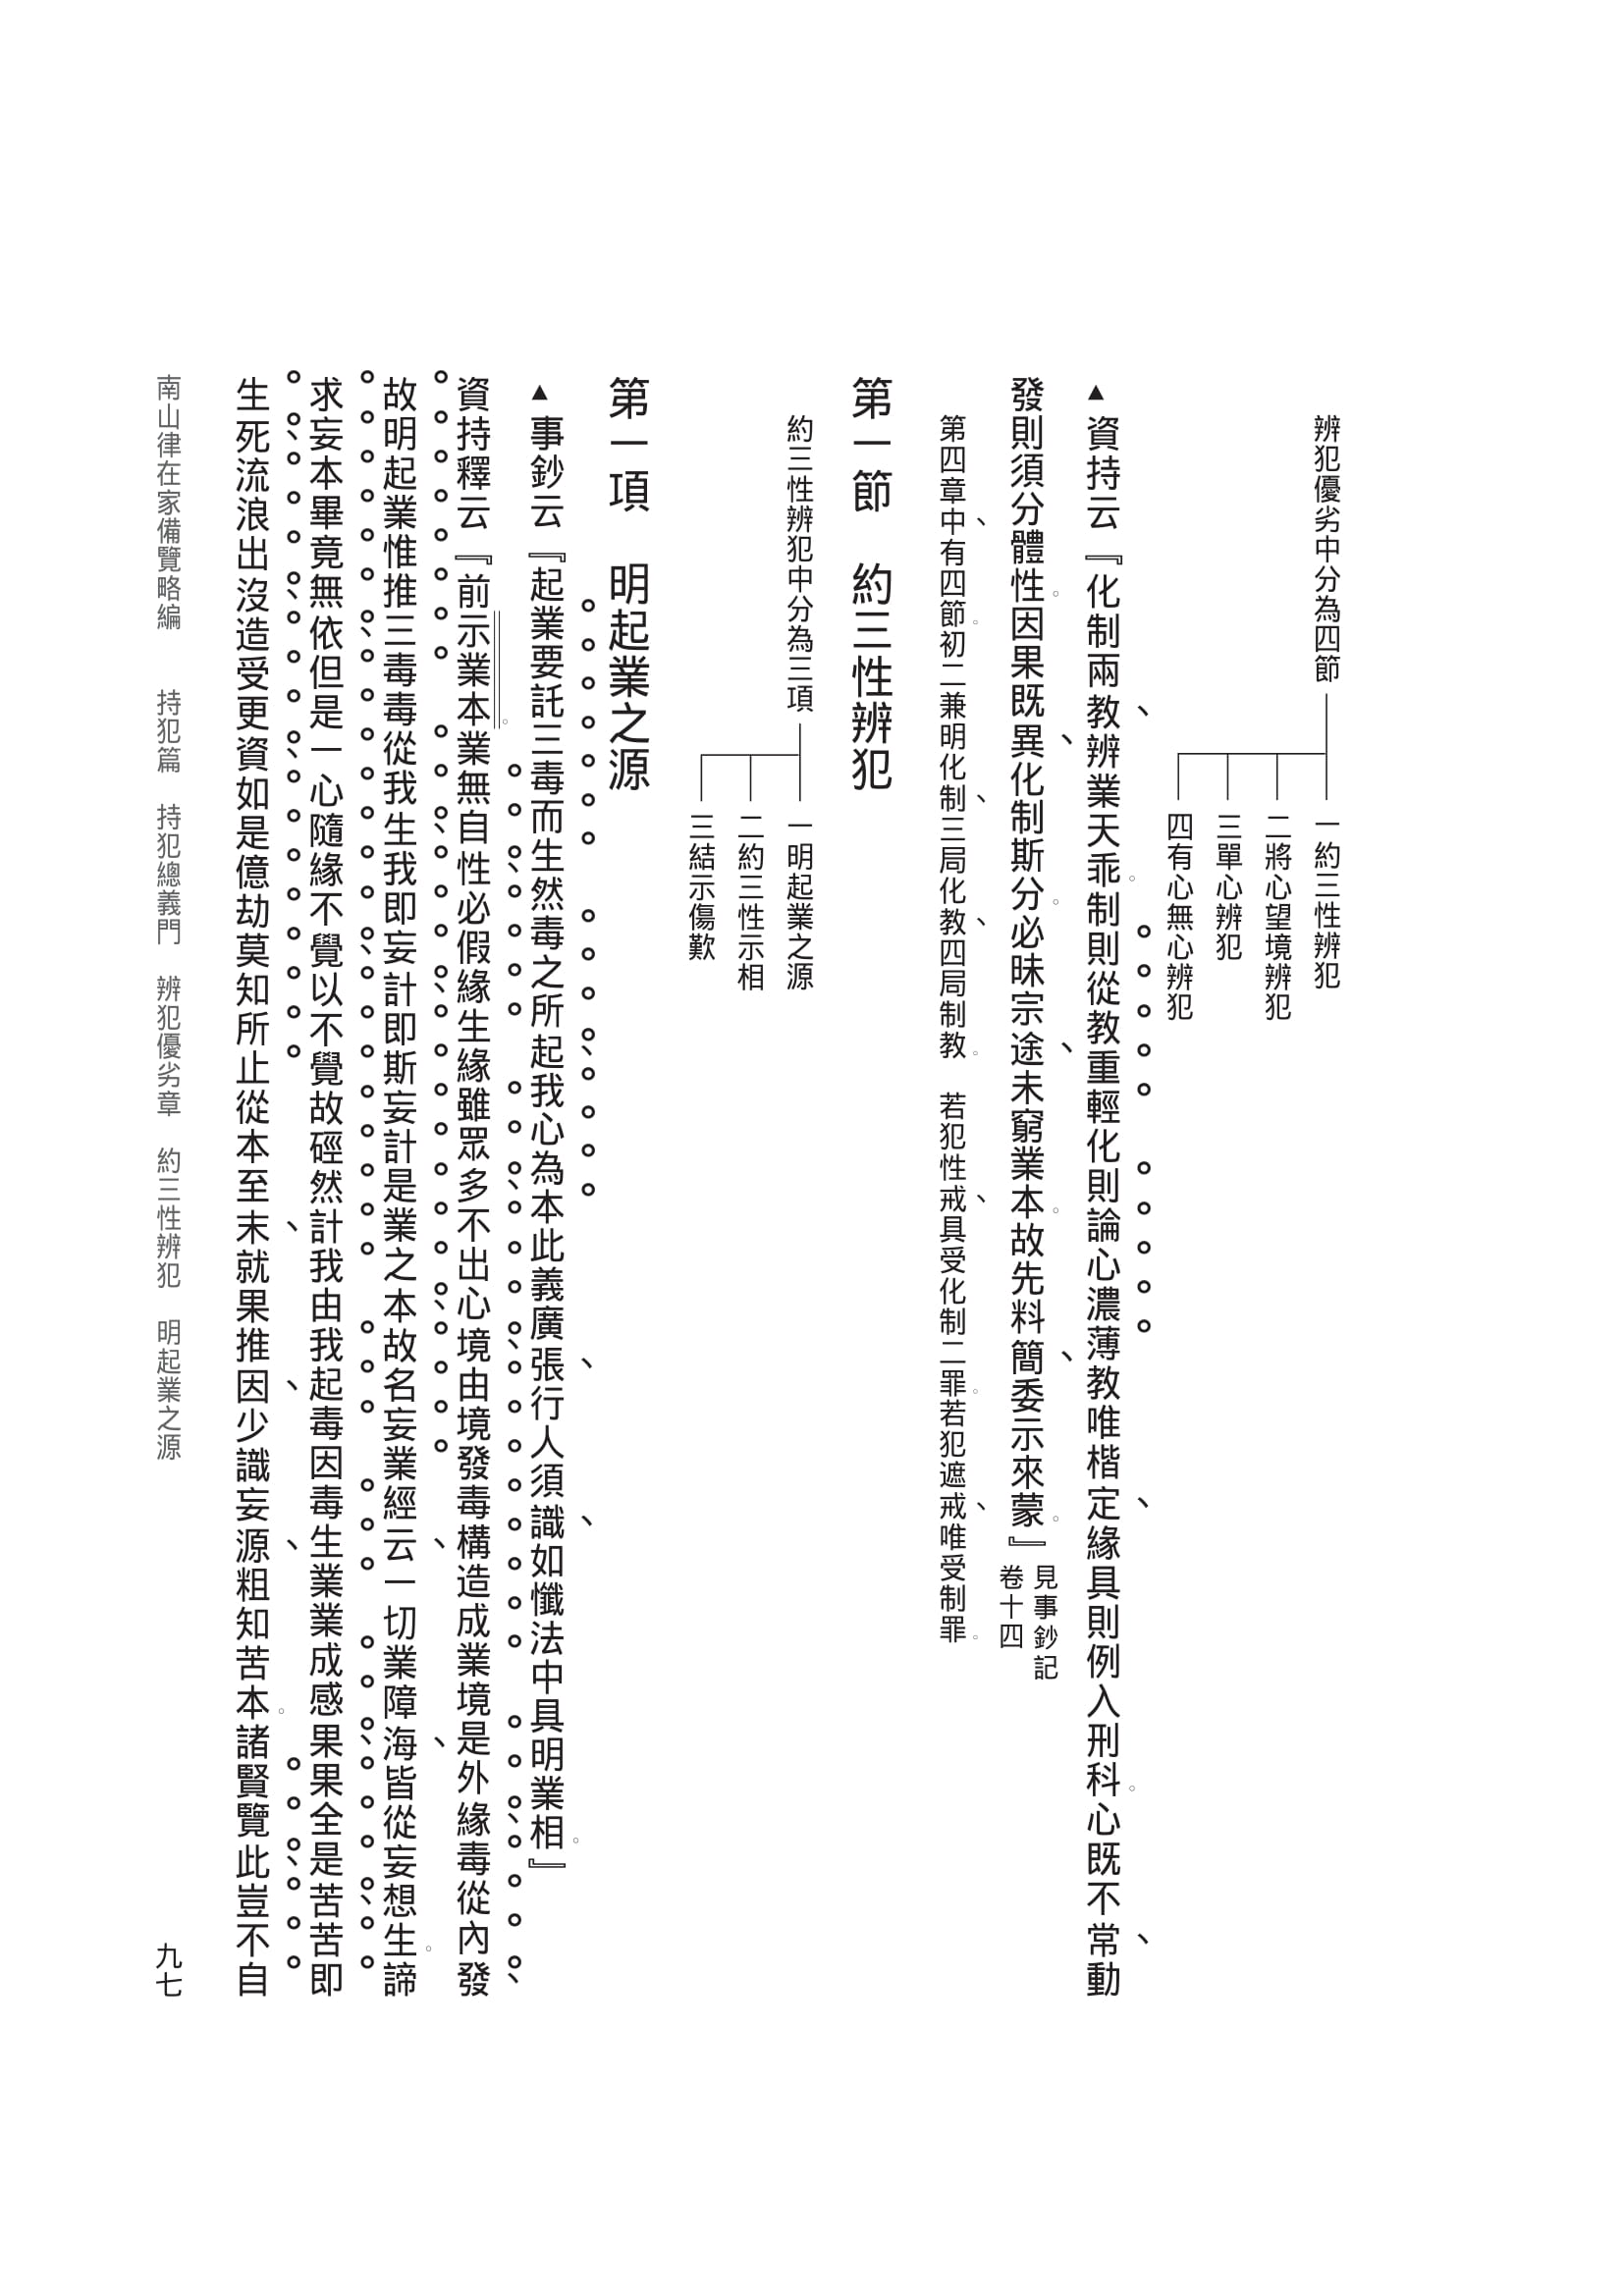 辨犯優劣中分為四節
一約三性辨犯
二將心望境辨犯
三單心辨犯
四有心無心辨犯
▲資持云『化制兩教、辨業天乖。制則從教重輕化則論心濃薄教唯楷定、緣具則例入刑科。心既不常、動
發則須分體性。因果既異、化制斯分。必昧宗途、未窮業本。故先料簡、委示來蒙。』見事鈔記卷十四
第四章中、有四節。初二兼明化制、三局化教、四局制教。　若犯性戒、具受化制二罪。若犯遮戒、唯受制罪。
第一節　約三性辨犯
約三性辨犯中分為三項
一明起業之源
二約三性示相
三結示傷歎
第一項　明起業之源
▲事鈔云『起業要託三毒而生然毒之所起、我心為本此義廣張、行人須識、如懺法中具明業相。』
資持釋云『前示業本。業無自性、必假緣生緣雖眾多、不出心境、由境發毒構造成業境是外緣、毒從內發、
故明起業惟推三毒毒從我生、我即妄計、即斯妄計是業之本、故名妄業經云、一切業障海、皆從妄想生。諦
求妄本畢竟無依、但是一心隨緣不覺、以不覺故硜然計我由我起毒因毒生業業成感果、果全是苦、苦即
生死、流浪出沒、造受更資、如是億劫莫知所止從本至末、就果推因、少識妄源、粗知苦本。諸賢覽此、豈不自
南山律在家備覽略編　持犯篇　持犯總義門　辨犯優劣章　約三性辨犯　明起業之源
九七